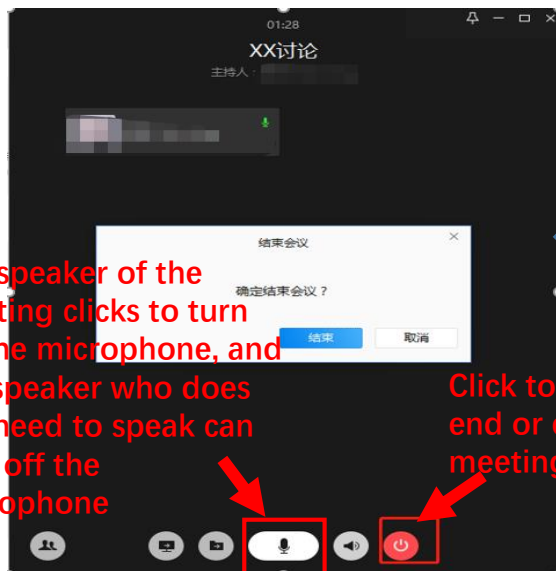 01:28
XX讨论
主持人：
结束会议
确定结束会议？
结束
取消
speaker of the
ting clicks to turn
he microphone, and
speaker who does
need to speak can
off the
ophone
Click to
end or
meeting